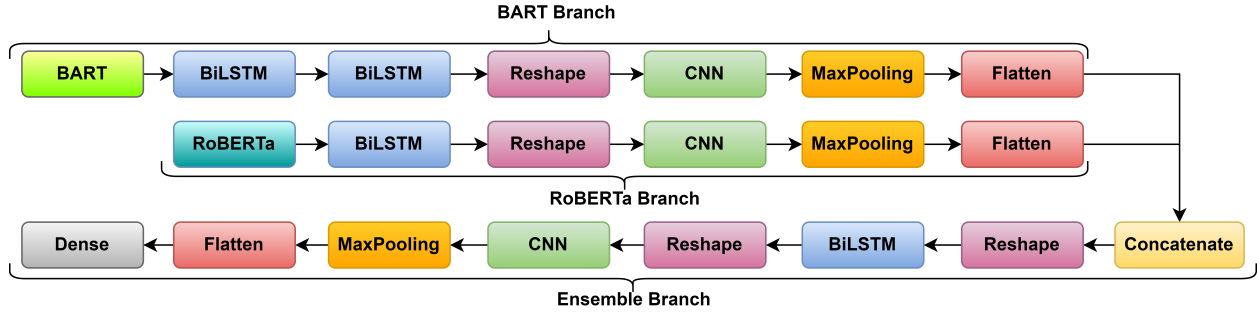 BART Branch
BART BiLSTM BiLSTM Reshape CNN MaxPooling Flatten
RoBERTa BiLSTM Reshape CNN MaxPooling Flatten
RoBERTa Branch
Dense Flatten MaxPooling CNN Reshape BiLSTM Reshape Concatenate
Ensemble Branch